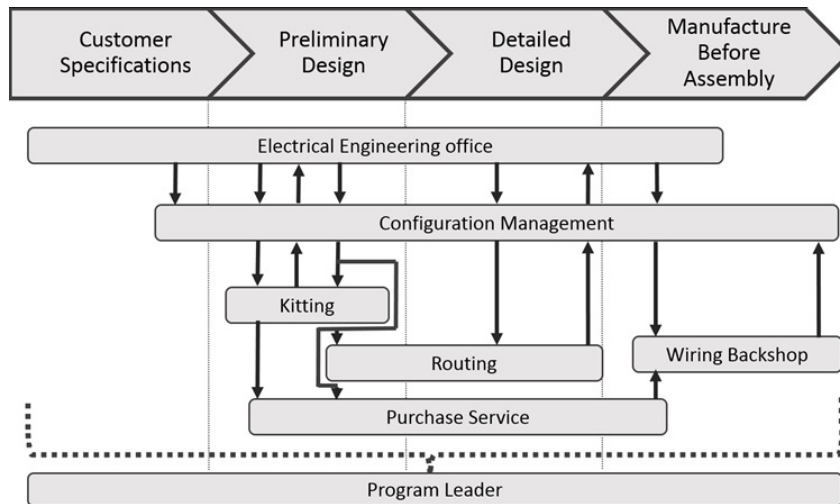 Customer
Specifications
Preliminary
Design
Detailed
Design
Manufacture
Before
Assembly
Electrical Engineering office
Configuration Management
Kitting
Routing
Wiring Backshop
Purchase Service
Program Leader